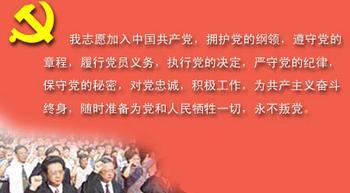 我志愿加入中国共产党，拥护党的纲领，遵守党的
章程，履行党员义务，执行党的决定，严守党的纪律，
保守党的秘密，对党忠诚，积极工作，为共产主义奋斗
终身，随时准备为党和人民牺牲一切，永不叛党。